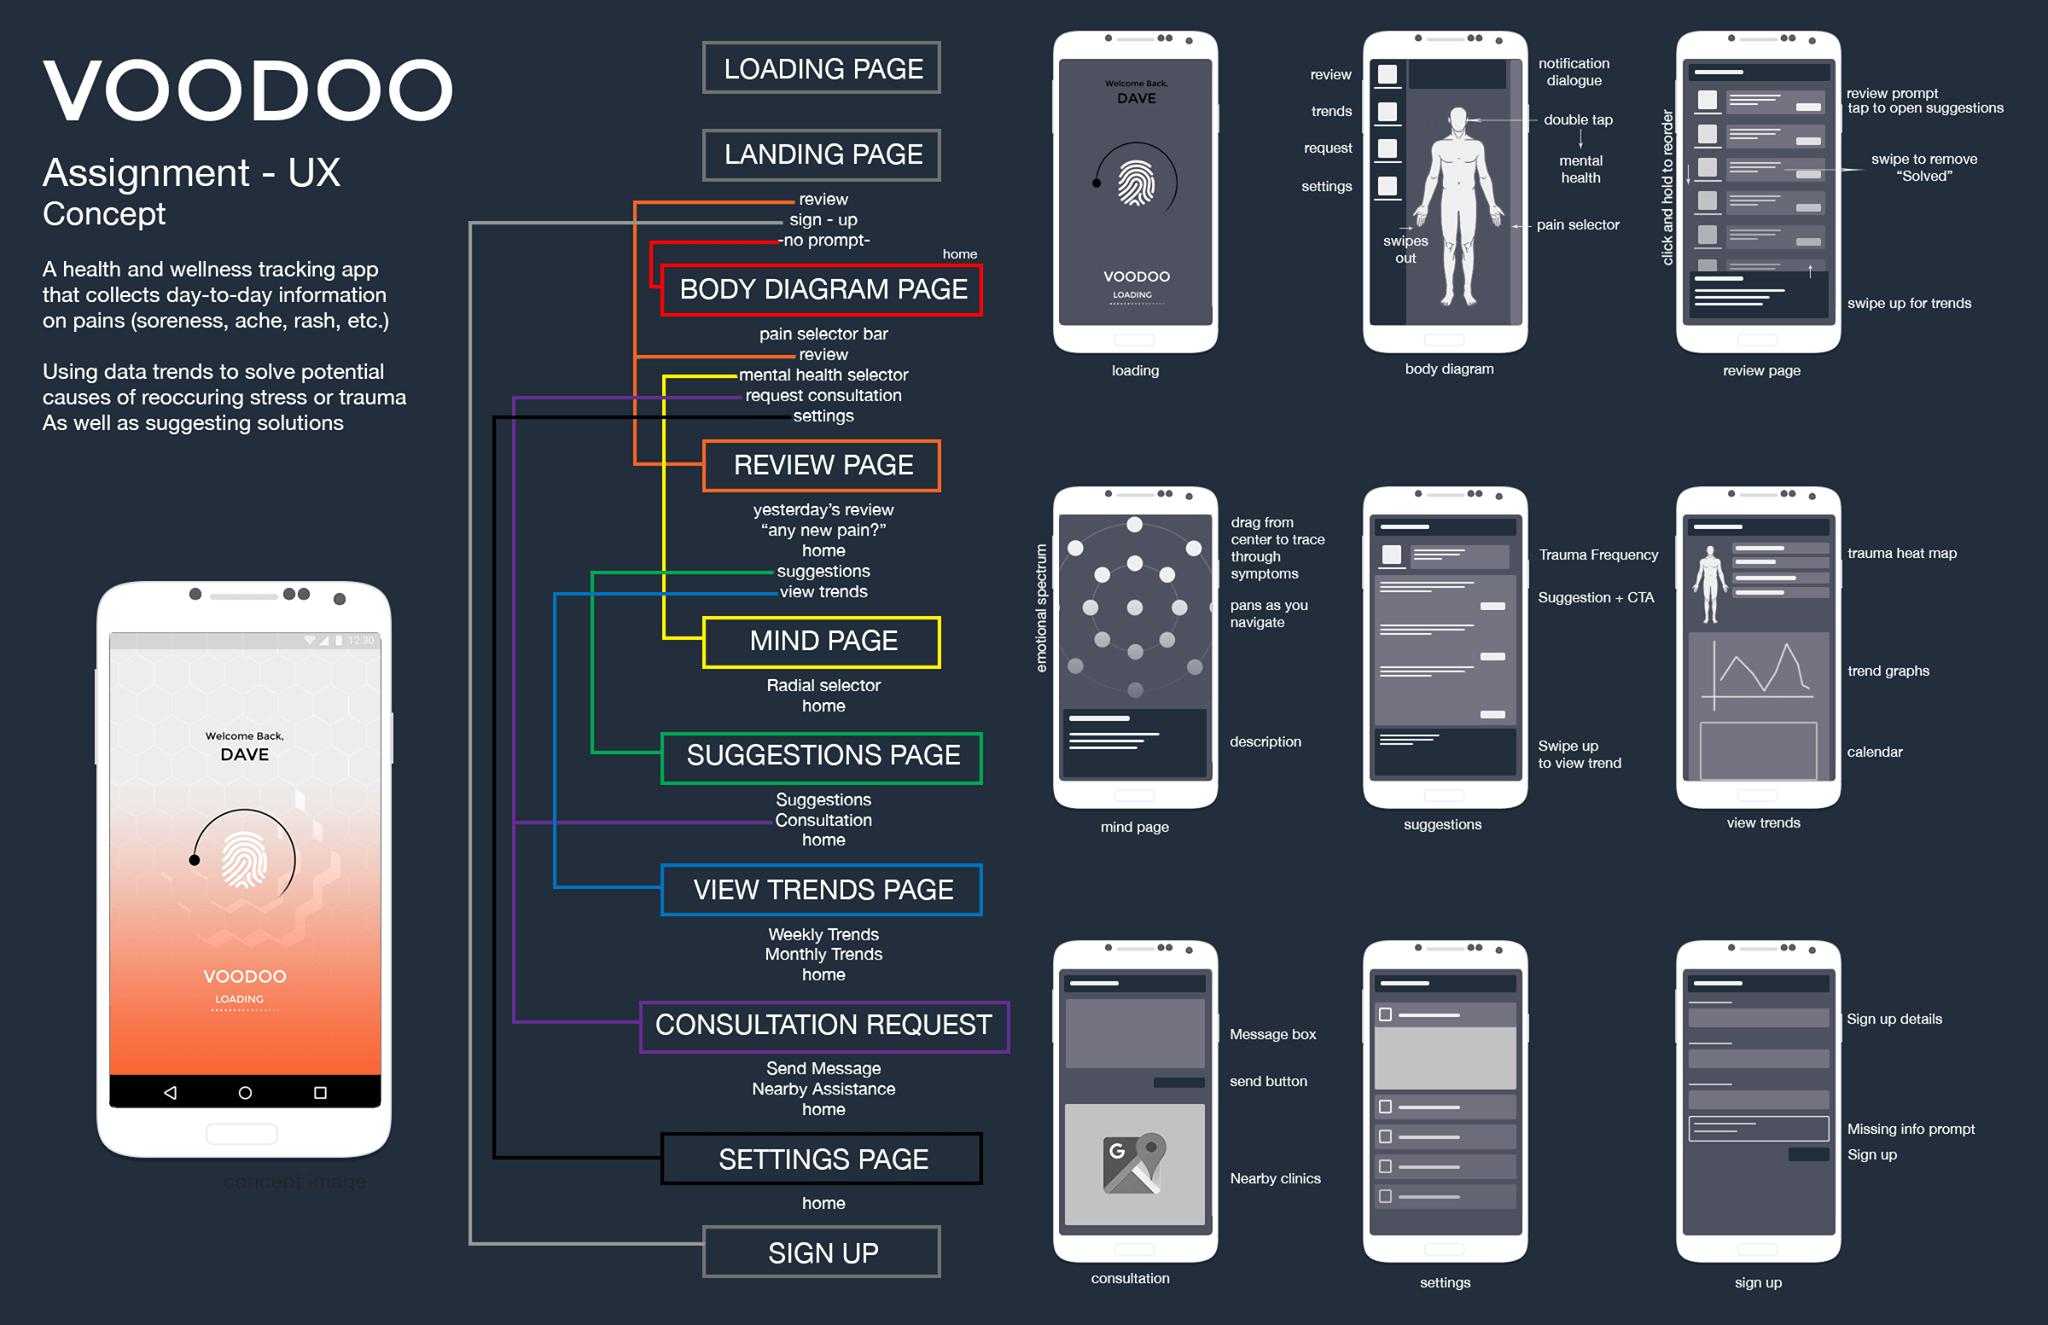 VOODOO
Assignment - UX
Concept
A health and wellness tracking app
that collects day-to-day information
on pains (soreness, ache, rash, etc.)
Using data trends to solve potential
causes of reoccuring stress or trauma
As well as suggesting solutions
12:30
Welcome Back,
DAVE
VOODOO
LOADING
concept image
LOADING PAGE
LANDING PAGE
review
sign - up
-no prompt-
home
BODY DIAGRAM PAGE
pain selector bar
review
mental health selector
request consultation
settings
REVIEW PAGE
yesterday's review
“any new pain?”
home
suggestions
view trends
MIND PAGE
Radial selector
home
SUGGESTIONS PAGE
Suggestions
Consultation
home
VIEW TRENDS PAGE
Weekly Trends
Monthly Trends
home
CONSULTATION REQUEST
Send Message
Nearby Assistance
home
SETTINGS PAGE
home
SIGN UP
Welcome Back,
DAVE
VOODOO
LOADING
loading
review
trends
request
settings
swipes
out
notification
dialogue
double tap
mental
health
pain selector
body diagram
click and hold to reorder
review prompt
tap to open suggestions
swipe to remove
“Solved”
swipe up for trends
review page
emotional spectrum
drag from
center to trace
through
symptoms
pans as you
navigate
description
mind page
Trauma Frequency
Suggestion + CTA
Swipe up
to view trend
suggestions
trauma heat map
trend graphs
calendar
view trends
Message box
send button
G
Nearby clinics
consultation
settings
Sign up details
Missing info prompt
Sign up
sign up